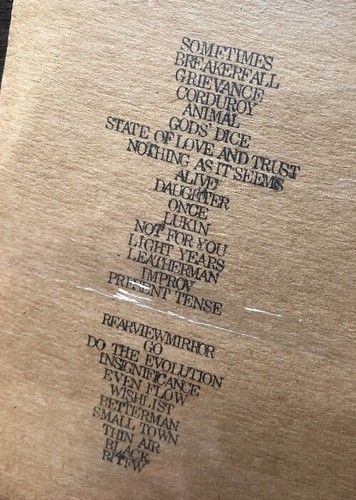 SOMETIMES
BREAKERFALL
GRIEVANCE
CORDUROY
ANIMAL
GODS' DICE
STATE OF LOVE AND TRUST
NOTHING AS IT SEEMS
ALIVE
DAUGHTER
ONCE
LUKIN
NOT FOR YOU
LIGHT YEARS
LEATHERMAN
IMPROV
PRESENT TENSE
REARVIEWMIRROR
GO
DO THE EVOLUTION
INSIGNIFICANCE
EVEN FLOW
WISHLIST
BETTERMAN
SMALL TOWN
THIN AIR
BLACK
RITFW